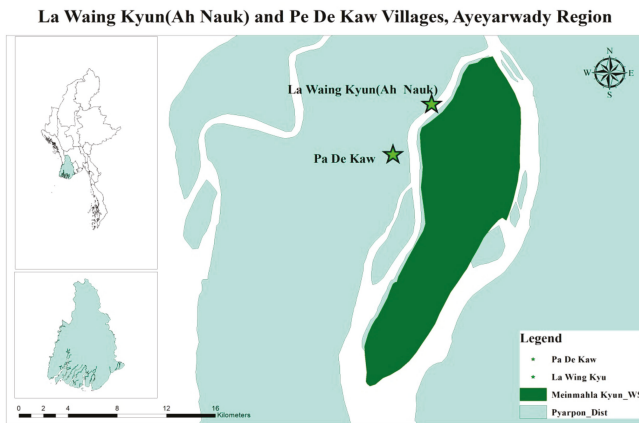 La Waing Kyun(Ah Nauk) and Pe De Kaw Villages, Ayeyarwady Region
N
W E
S
La Waing Kyun(Ah Nauk)
Pa De Kaw
Legend
Pa De Kaw
La Wing Kyu
Meinmahla Kyun_WS
Pyarpon_Dist
0 2 4 8 12 16
Kilometers